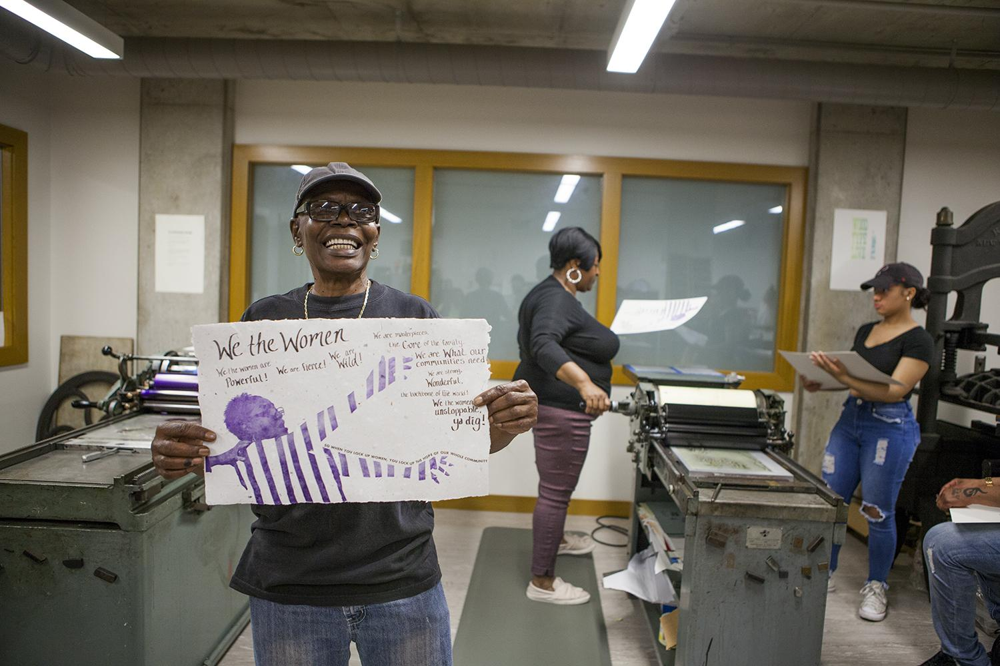 We the Women
We the women are
Powerful!
We are Fierce!
We are
Wild!
We are masterpieces,
the Core of the family.
We are What our
communities need
We are strong,
Wonderful,
the backbone of the world!
We the women
unstoppable,
ya dig!
SO WHEN YOU LOCK UP WOMEN, YOU LOCK UP THE HOPE OF OUR WHOLE COMMUNITY